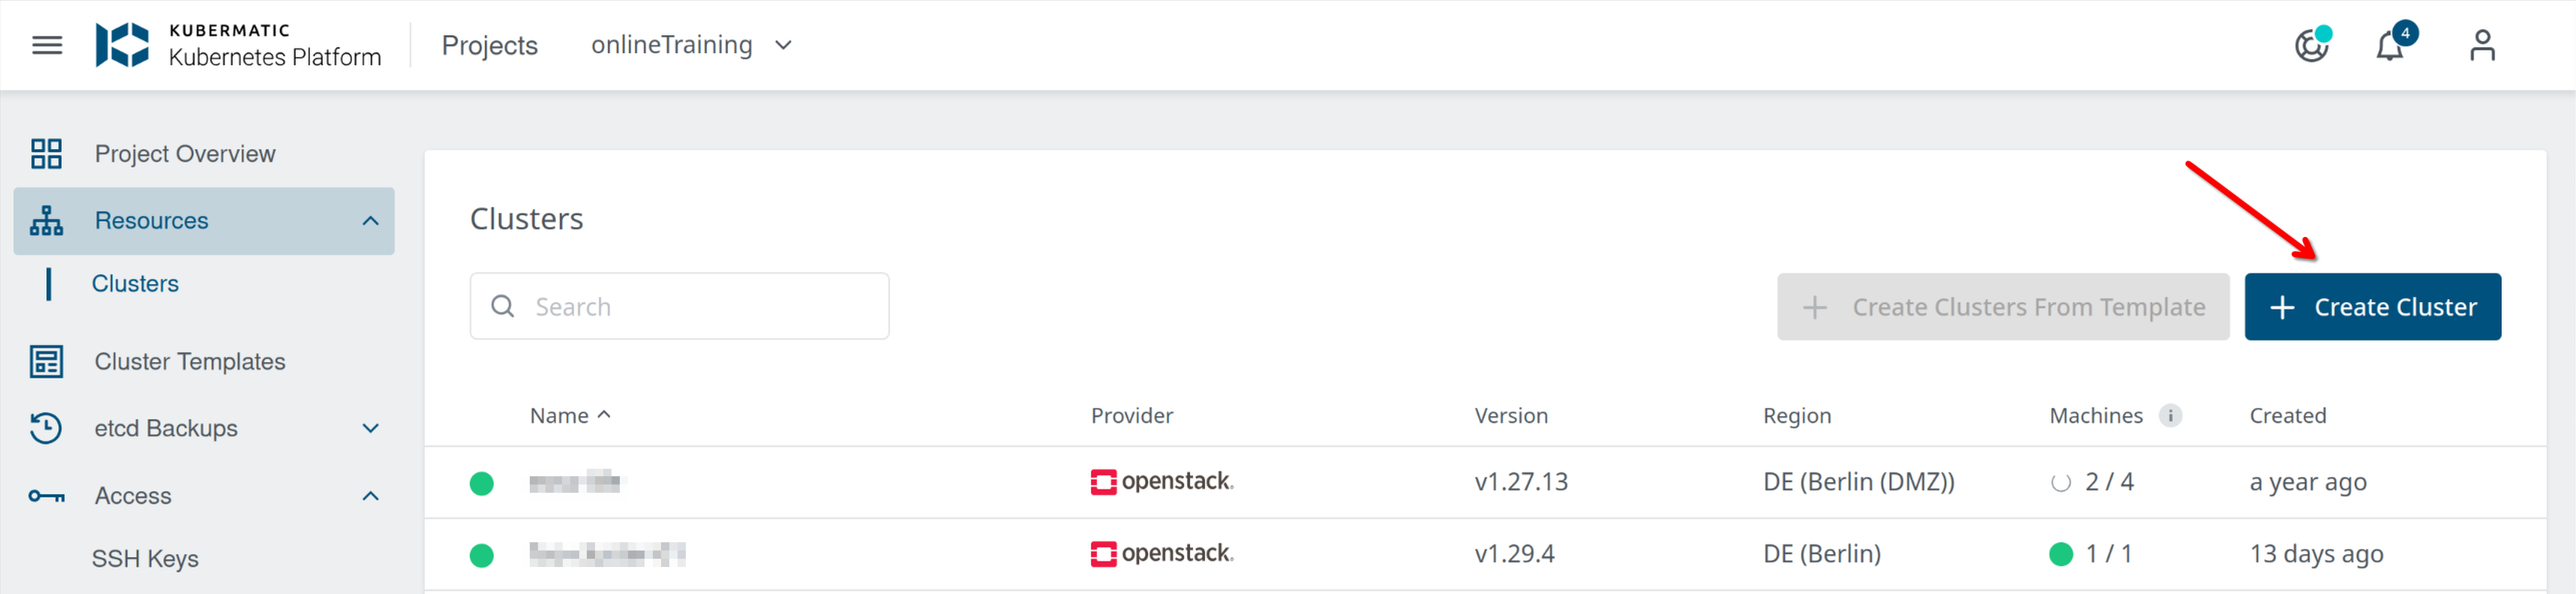 KUBERMATIC
Kubernetes Platform
Projects
onlineTraining
4
Project Overview
Resources
Clusters
Cluster Templates
etcd Backups
Access
SSH Keys
Clusters
Search
+ Create Clusters From Template
+ Create Cluster
Name Provider Version Region Machines i Created
openstack. v1.27.13 DE (Berlin (DMZ)) 2 / 4 a year ago
openstack. v1.29.4 DE (Berlin) 1 / 1 13 days ago